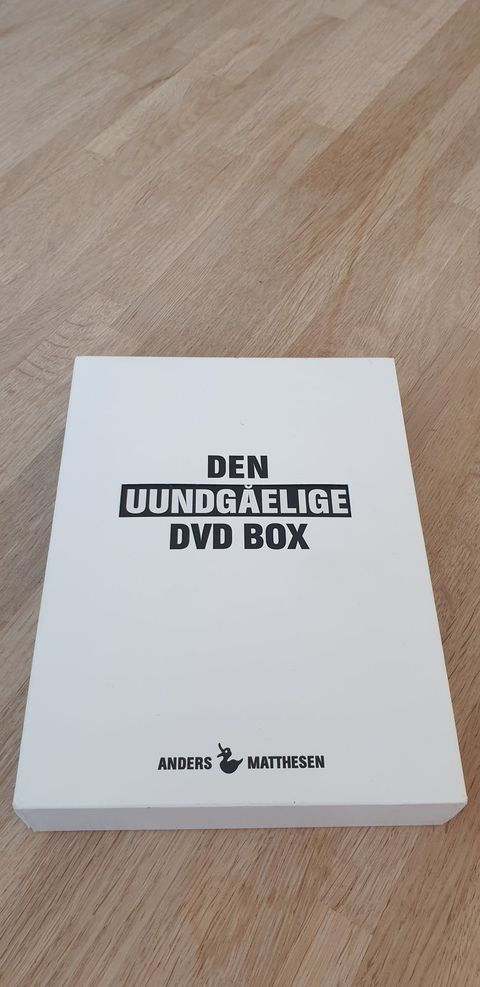 DEN
UUNDGÅELIGE
DVD BOX
ANDERS MATTHESEN